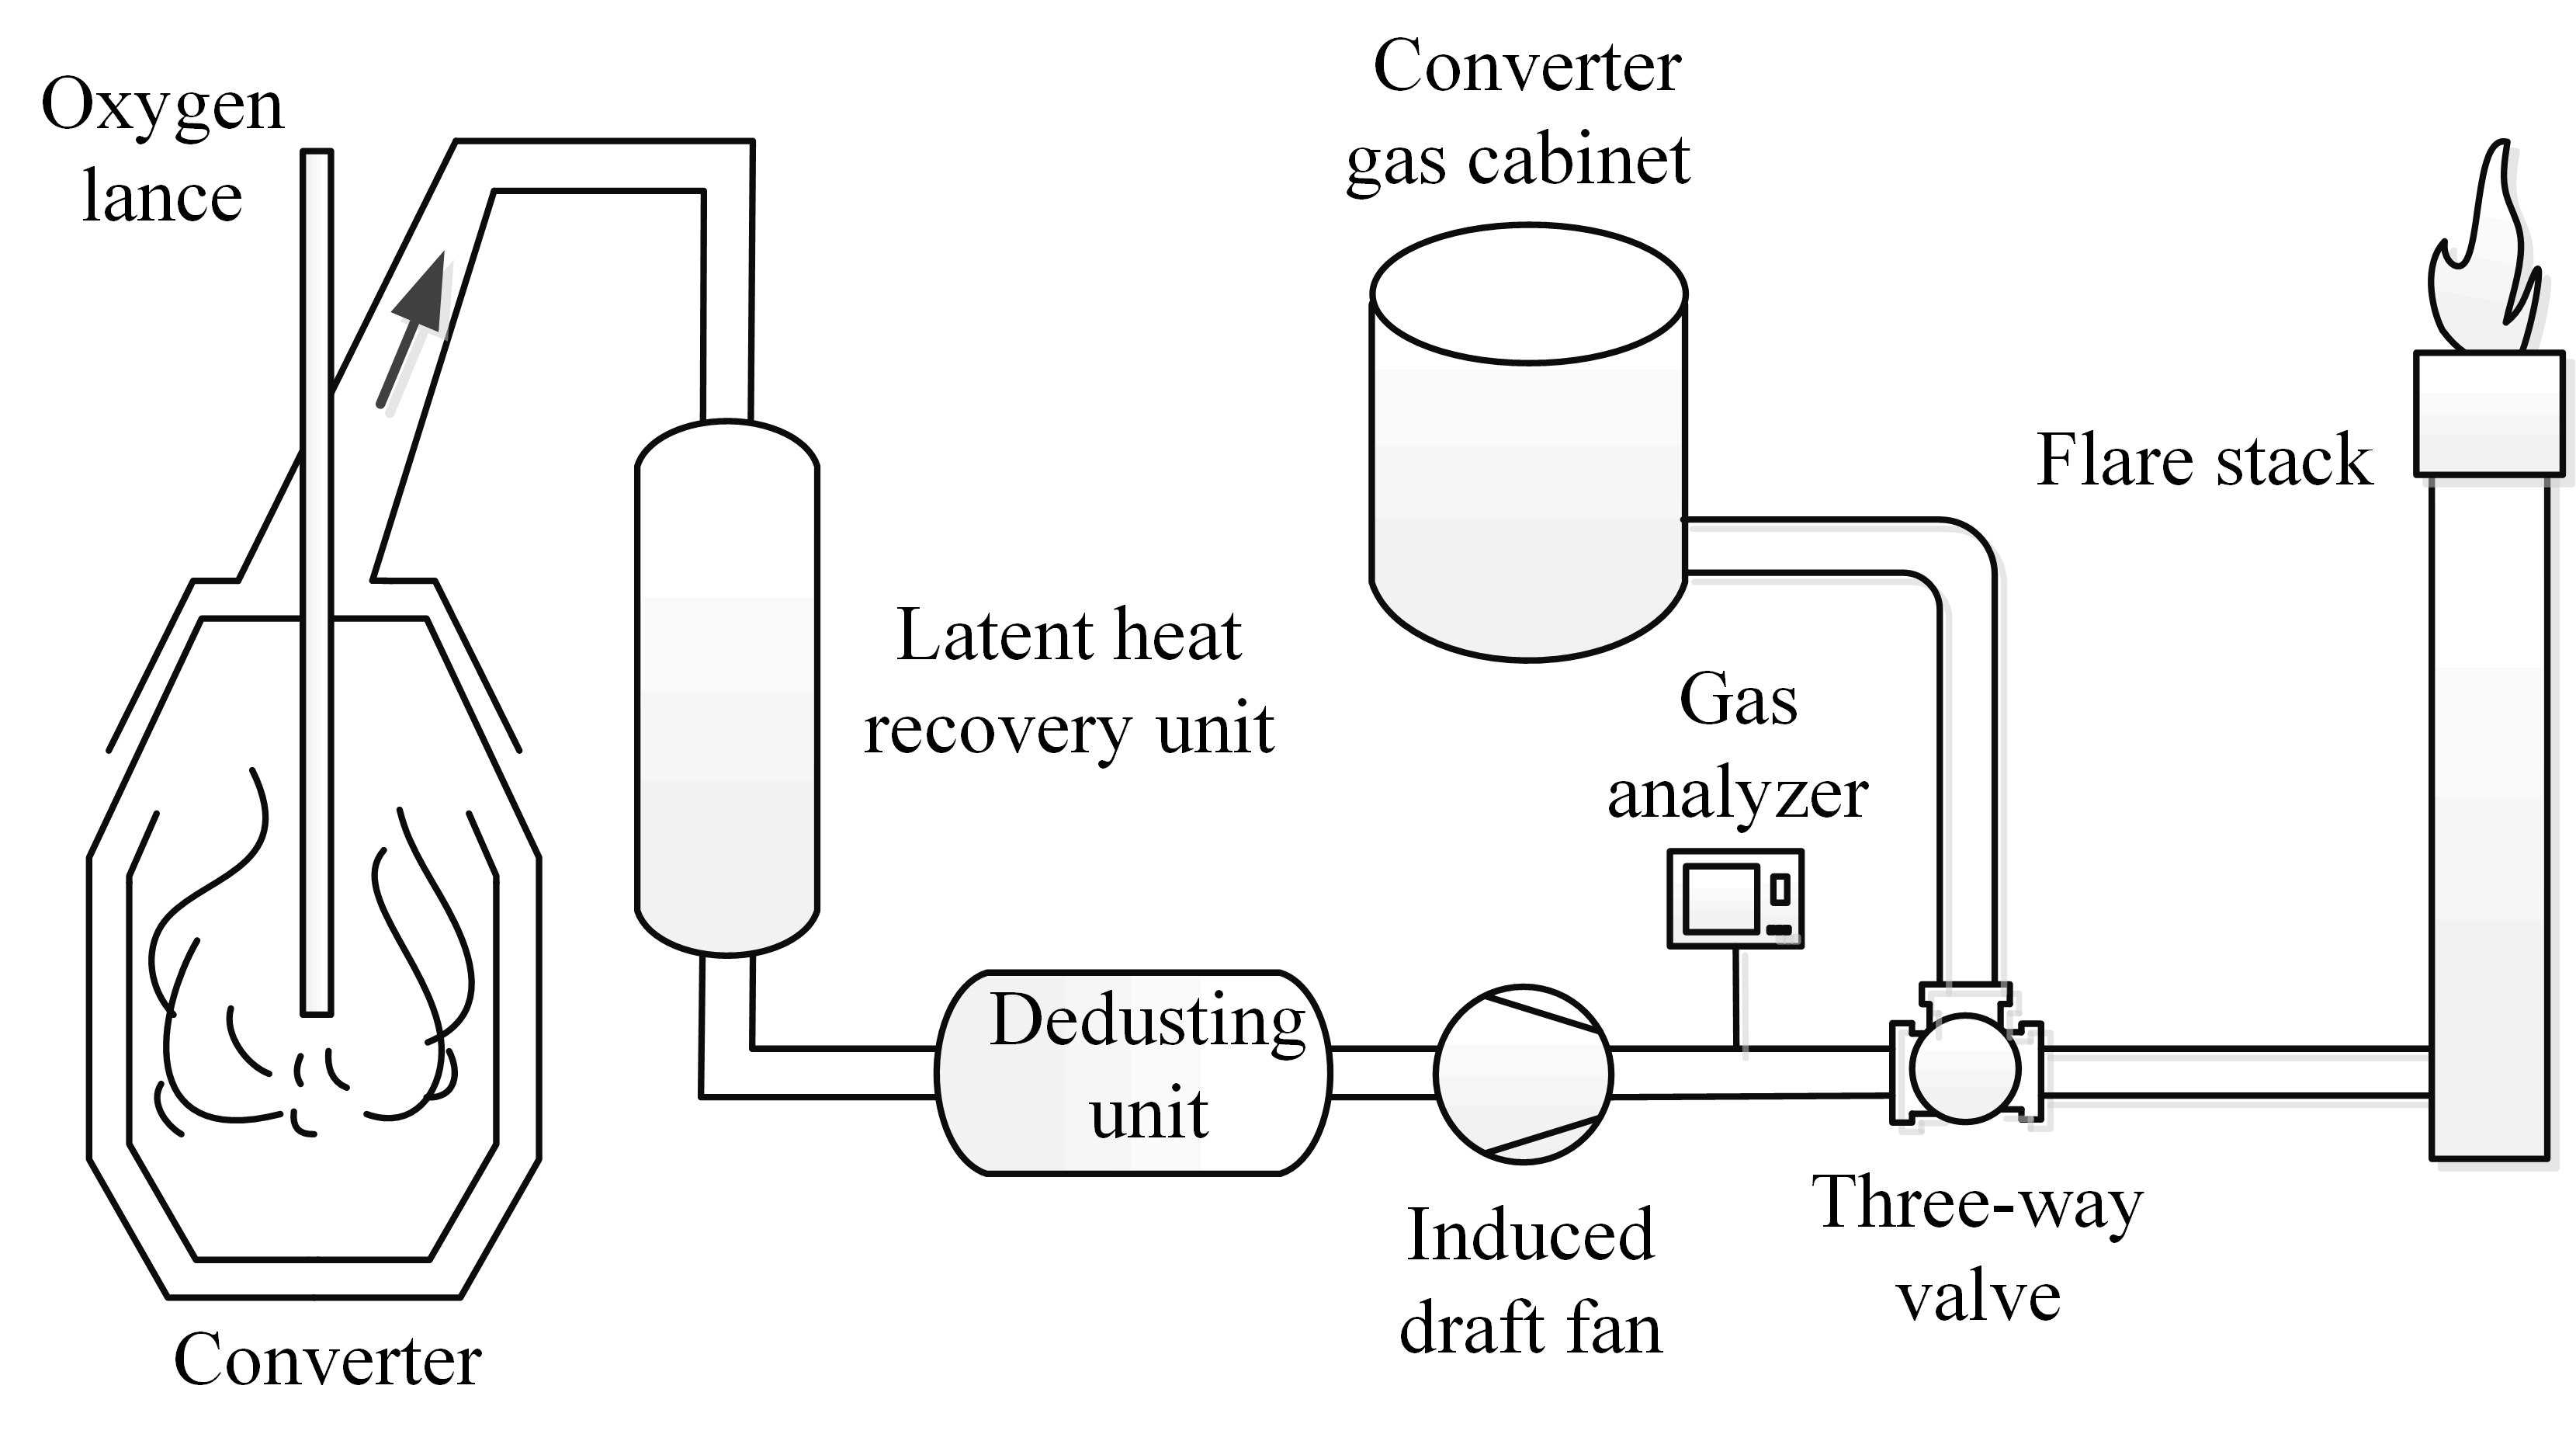 Oxygen
lance
Converter
gas cabinet
Flare stack
Latent heat
recovery unit
Gas
analyzer
Dedusting
unit
Induced
draft fan
Three-way
valve
Converter